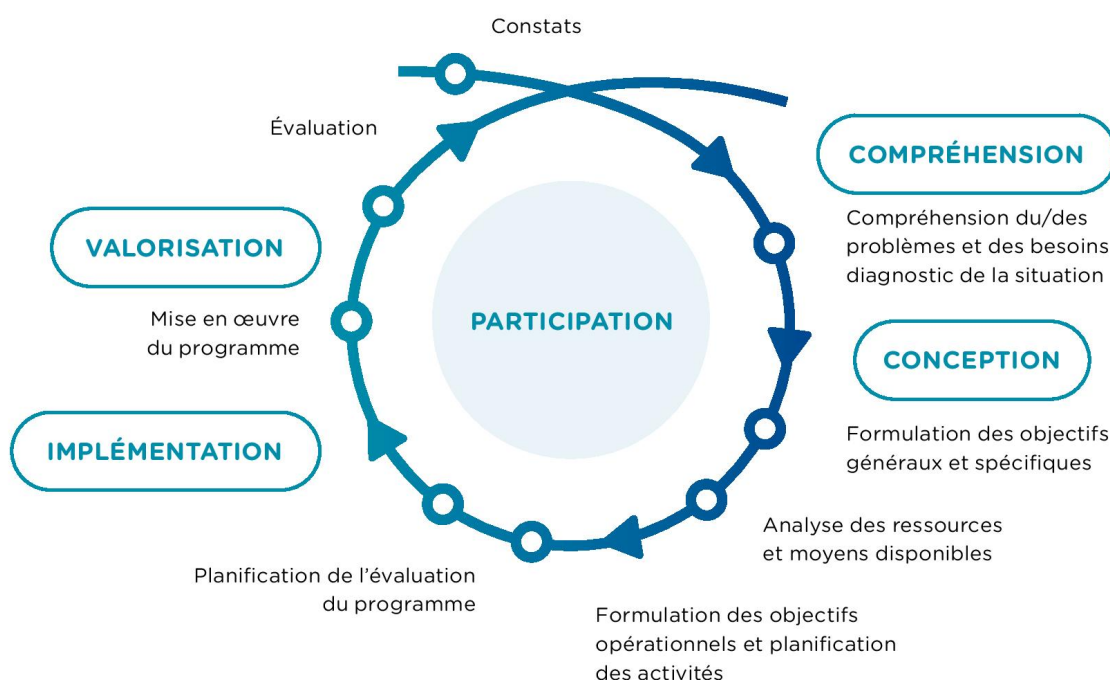 Constats
COMPRÉHENSION
Compréhension du/des
problèmes et des besoins
diagnostic de la situation
CONCEPTION
Formulation des objectifs
généraux et spécifiques
Analyse des ressources
et moyens disponibles
Formulation des objectifs
opérationnels et planification
des activités
Planification de l’évaluation
du programme
IMPLÉMENTATION
Mise en œuvre
du programme
VALORISATION
Évaluation
PARTICIPATION